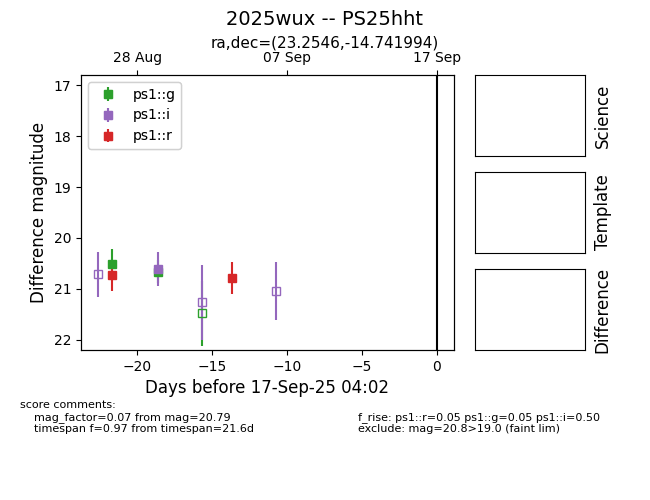 2025wux -- PS25hht
ra,dec=(23.2546,-14.741994)
28 Aug 07 Sep 17 Sep
ps1::g
ps1::i
ps1::r
17
18
19
20
21
22
Difference magnitude
−20 −15 −10 −5 0
Days before 17-Sep-25 04:02
Science
Template
Difference
score comments:
mag_factor=0.07 from mag=20.79
timespan f=0.97 from timespan=21.6d
f_rise: ps1::r=0.05 ps1::g=0.05 ps1::i=0.50
exclude: mag=20.8>19.0 (faint lim)